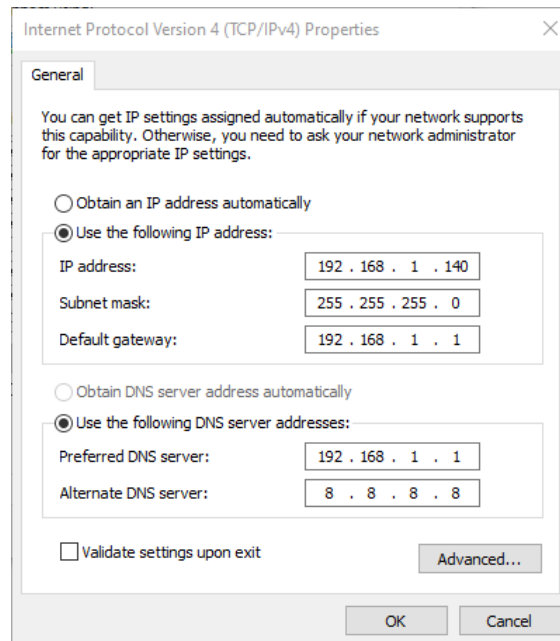 Internet Protocol Version 4 (TCP/IPv4) Properties
General
You can get IP settings assigned automatically if your network supports
this capability. Otherwise, you need to ask your network administrator
for the appropriate IP settings.
Obtain an IP address automatically
Use the following IP address:
IP address: 192 . 168 . 1 . 140
Subnet mask: 255 . 255 . 255 . 0
Default gateway: 192 . 168 . 1 . 1
Obtain DNS server address automatically
Use the following DNS server addresses:
Preferred DNS server: 192 . 168 . 1 . 1
Alternate DNS server: 8 . 8 . 8 . 8
Validate settings upon exit
Advanced...
OK Cancel